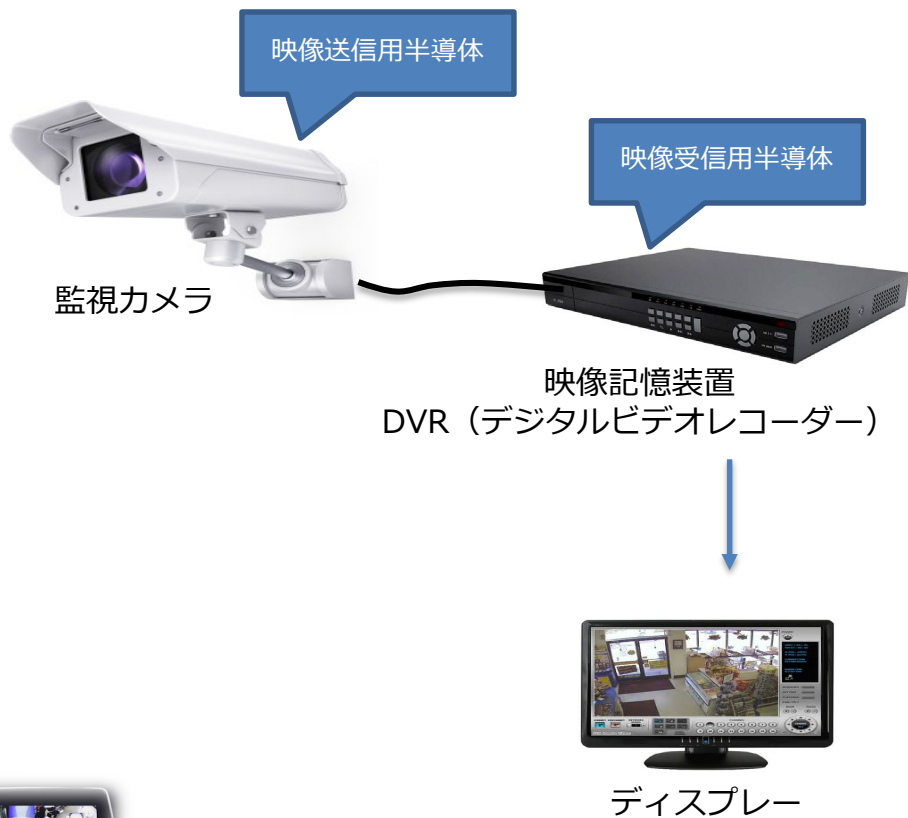 映像送信用半導体
映像受信用半導体
監視カメラ
映像記憶装置
DVR（デジタルビデオレコーダー）
ディスプレー